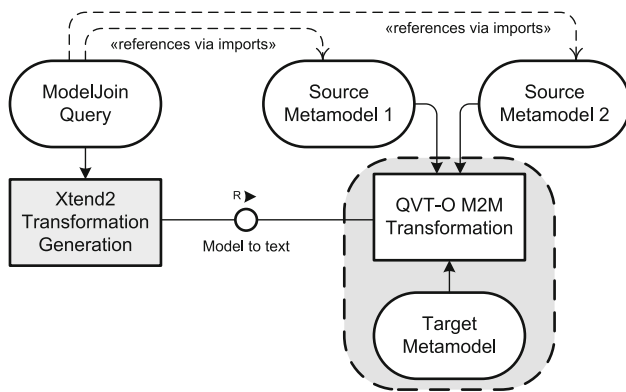 «references via imports»
«references via imports»
ModelJoin
Query
Source
Metamodel 1
Source
Metamodel 2
Xtend2
Transformation
Generation
R
Model to text
QVT-O M2M
Transformation
Target
Metamodel